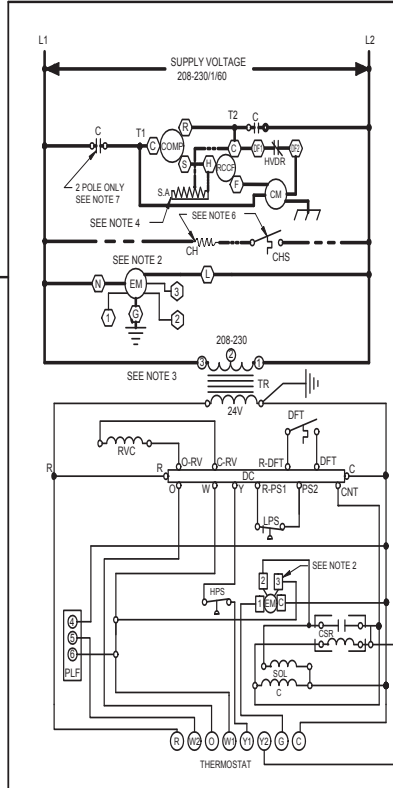 L1 L2
SUPPLY VOLTAGE
208-230/1/60
C T1 C COMP R T2 C
S H RCCF C DF1 HVDR DF2
2 POLE ONLY
SEE NOTE 7
S.A F CM
SEE NOTE 4 SEE NOTE 6
CH CHS
SEE NOTE 2
N EM L
3
1 G 2
208-230
3 2 1
SEE NOTE 3 TR
24V
DFT
RVC
O-RV C-RV R-DFT DFT
R R DC C
O W Y R-PS1 PS2 CNT
LPS
SEE NOTE 2
HPS 2 3
1 EM C
4
5
6
PLF
CSR
SOL
C
R W2 O W1 Y1 Y2 G C
THERMOSTAT